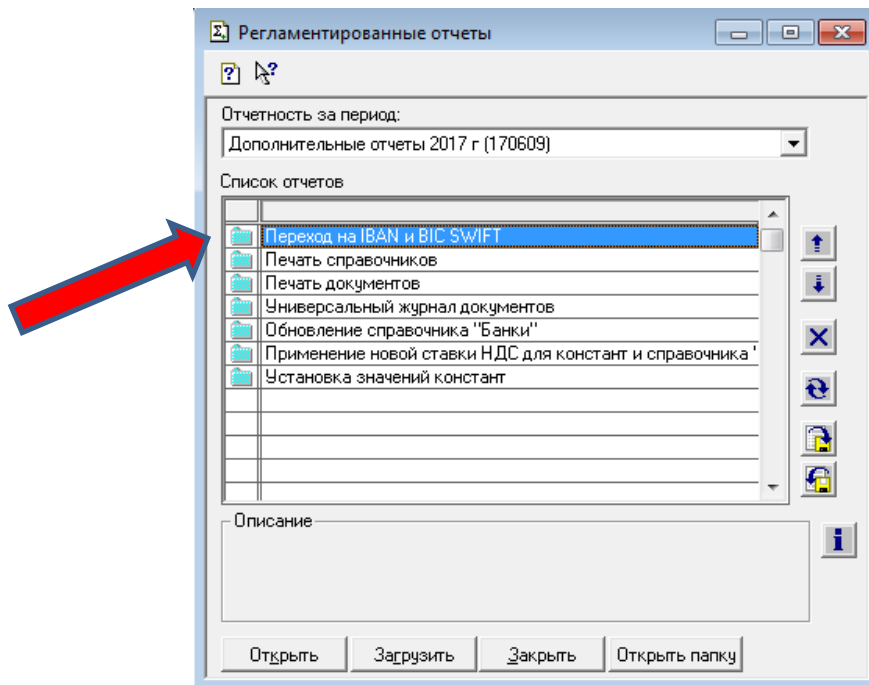 Регламентированные отчеты
Отчетность за период:
Дополнительные отчеты 2017 г (170609)
Список отчетов
Переход на IBAN и BIC SWIFT
Печать справочников
Печать документов
Универсальный журнал документов
Обновление справочника "Банки"
Применение новой ставки НДС для констант и справочника '
Установка значений констант
Описание
Открыть Загрузить Закрыть Открыть папку